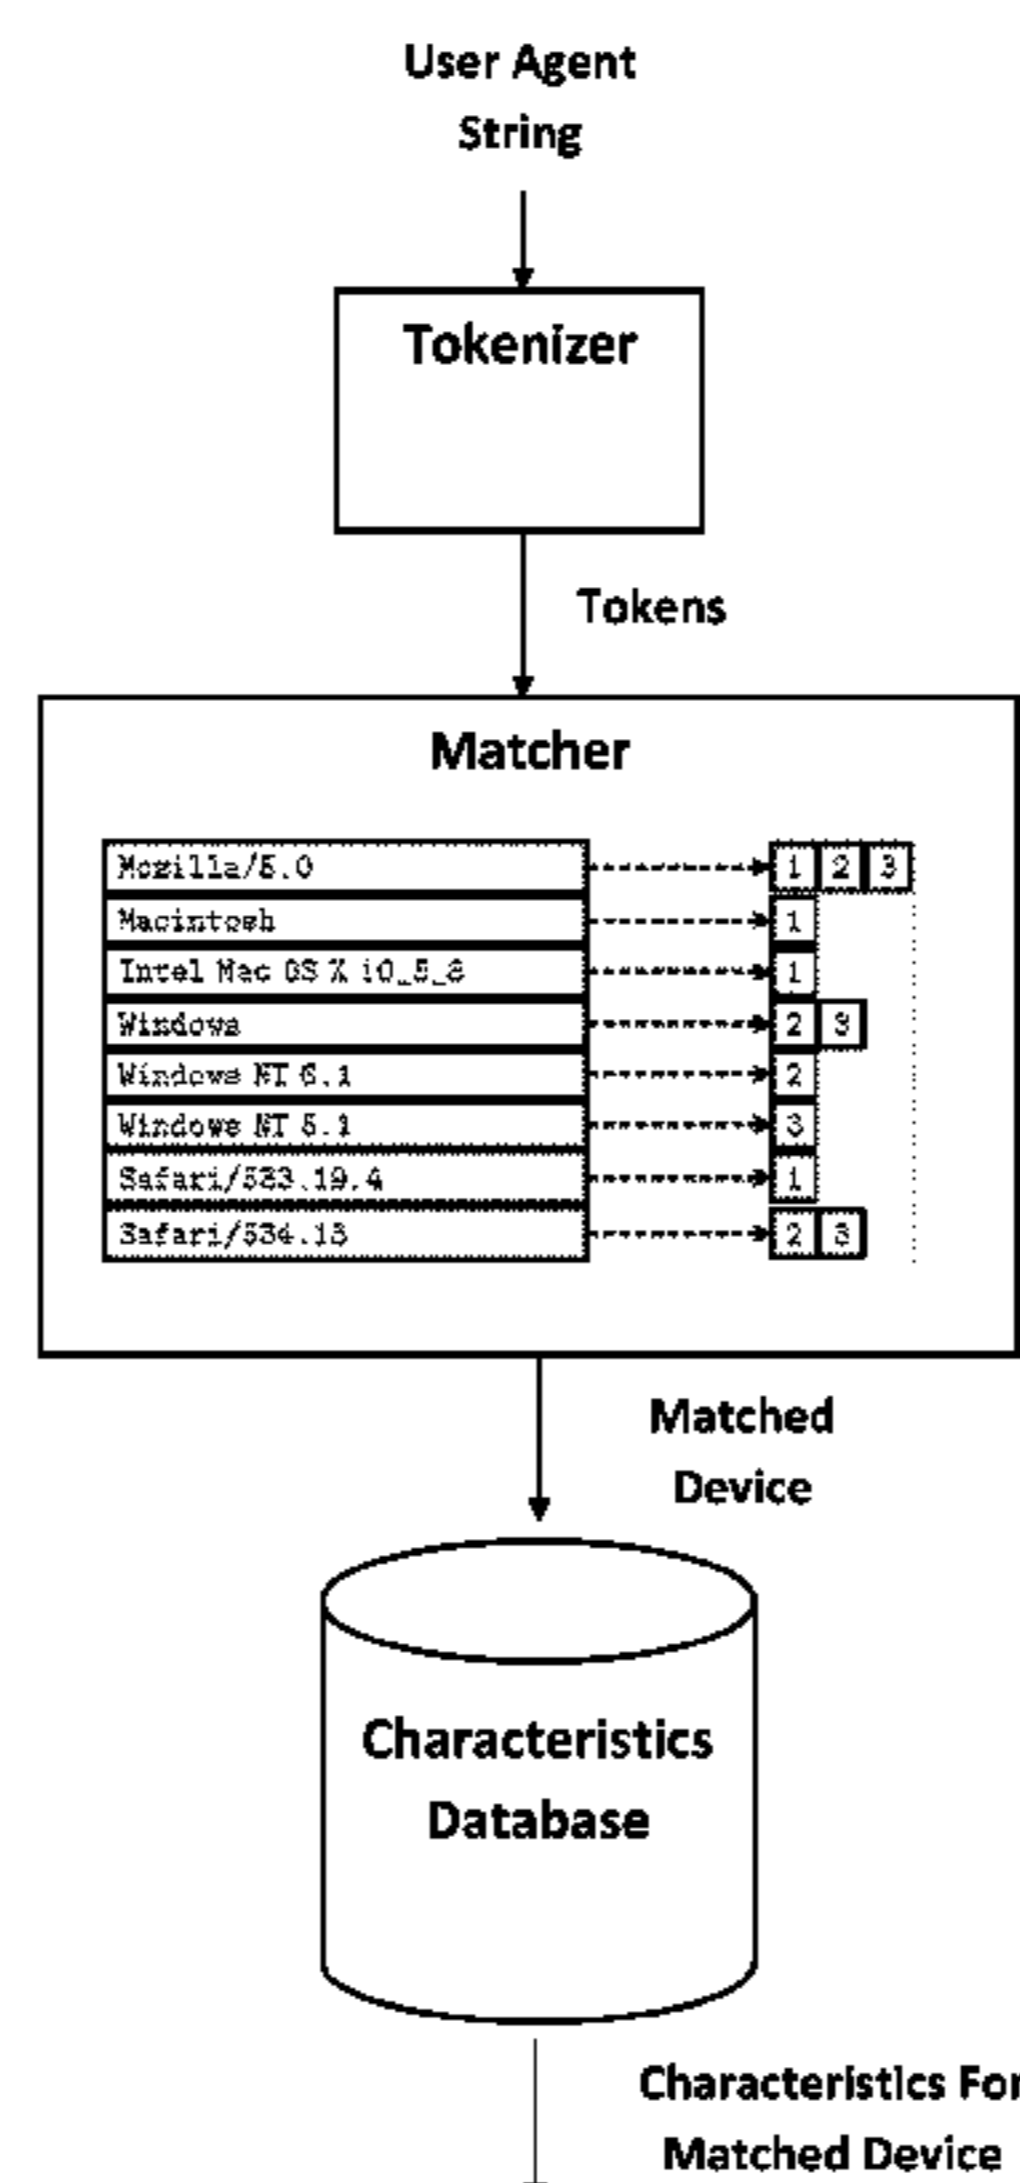 User Agent
String
Tokenizer
Tokens
Matcher
Mozilla/5.0 1 2 3
Macintosh 1
Intel Mac OS X 10_5_8 1
Windows 2 3
Windows NT 6.1 2
Windows NT 5.1 3
Safari/533.19.4 1
Safari/534.13 2 3
Matched
Device
Characteristics
Database
Characteristics For
Matched Device